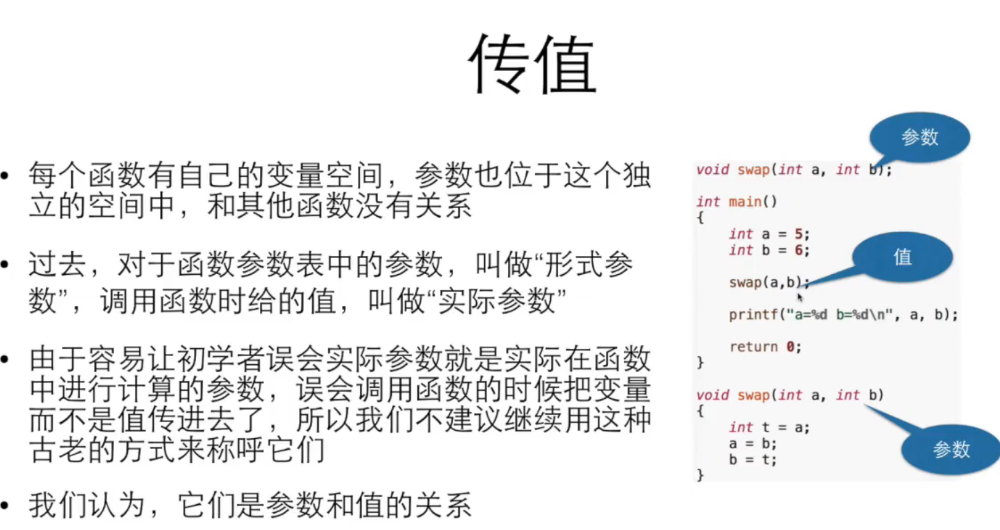 传值
• 每个函数有自己的变量空间，参数也位于这个独
立的空间中，和其他函数没有关系
• 过去，对于函数参数表中的参数，叫做“形式参
数”，调用函数时给的值，叫做“实际参数”
• 由于容易让初学者误会实际参数就是实际在函数
中进行计算的参数，误会调用函数的时候把变量
而不是值传进去了，所以我们不建议继续用这种
古老的方式来称呼它们
• 我们认为，它们是参数和值的关系
参数
void swap(int a, int b);
int main()
{
int a = 5;
int b = 6;
值
swap(a,b);
printf("a=%d b=%d\n", a, b);
return 0;
}
void swap(int a, int b)
{
int t = a;
a = b;
b = t;
}
参数